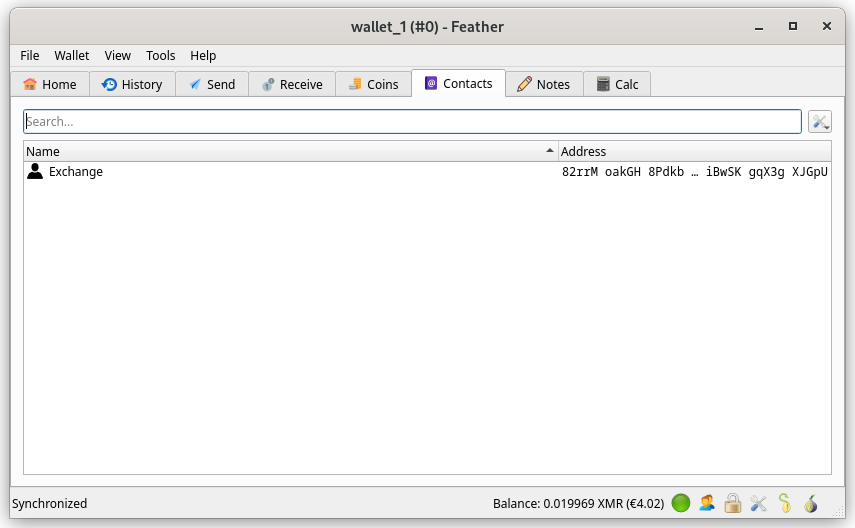 wallet_1 (#0) - Feather
File Wallet View Tools Help
Home History Send Receive Coins Contacts Notes Calc
Search...
Name Address
Exchange 82rrM oakGH 8Pdkb … iBwSK gqX3g XJGpU
Synchronized Balance: 0.019969 XMR (€4.02)